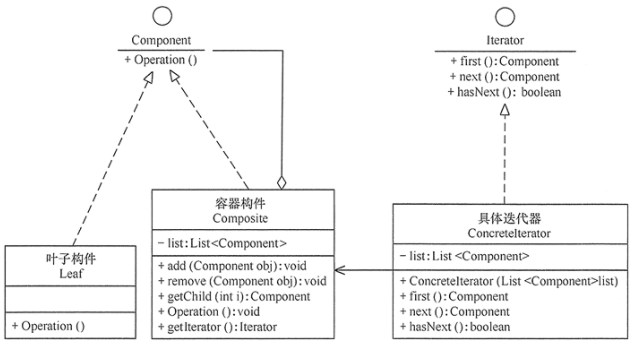 Component
+ Operation ()
Iterator
+ first (): Component
+ next (): Component
+ hasNext (): boolean
叶子构件
Leaf
+ Operation ()
容器构件
Composite
- list: List<Component>
+ add (Component obj): void
+ remove (Component obj): void
+ getChild (int i): Component
+ Operation (): void
+ getIterator (): Iterator
具体迭代器
ConcreteIterator
- list: List <Component>
+ ConcreteIterator (List <Component>list)
+ first (): Component
+ next (): Component
+ hasNext (): boolean